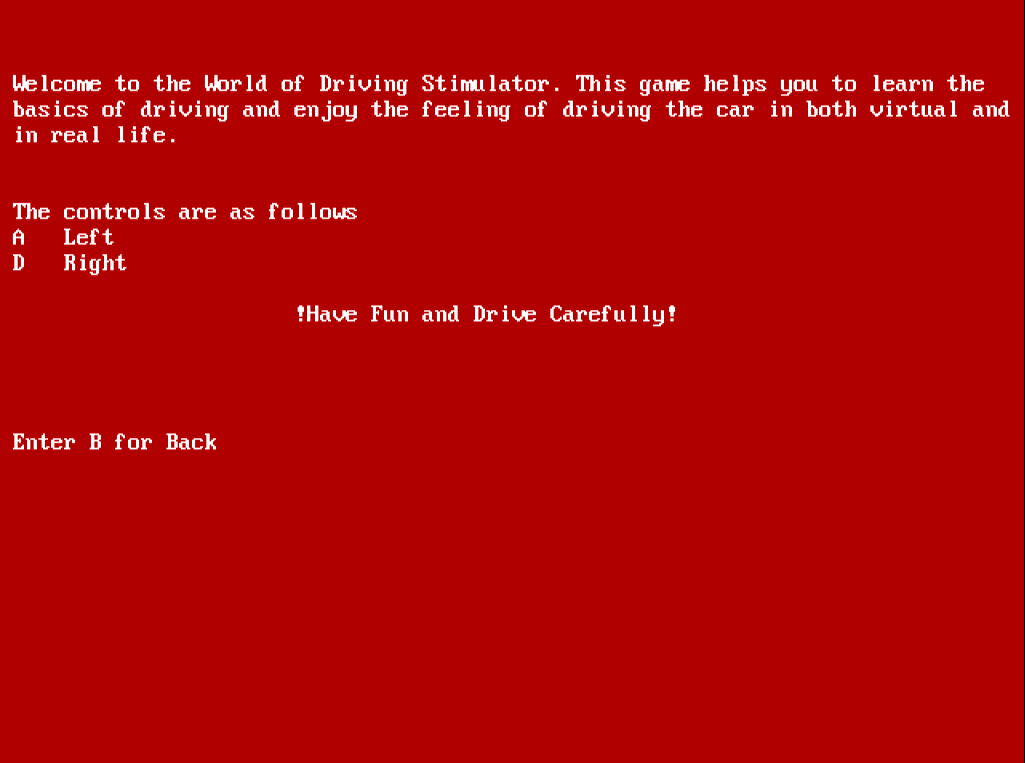 Welcome to the World of Driving Stimulator. This game helps you to learn the
basics of driving and enjoy the feeling of driving the car in both virtual and
in real life.
The controls are as follows
A   Left
D   Right
!Have Fun and Drive Carefully!
Enter B for Back